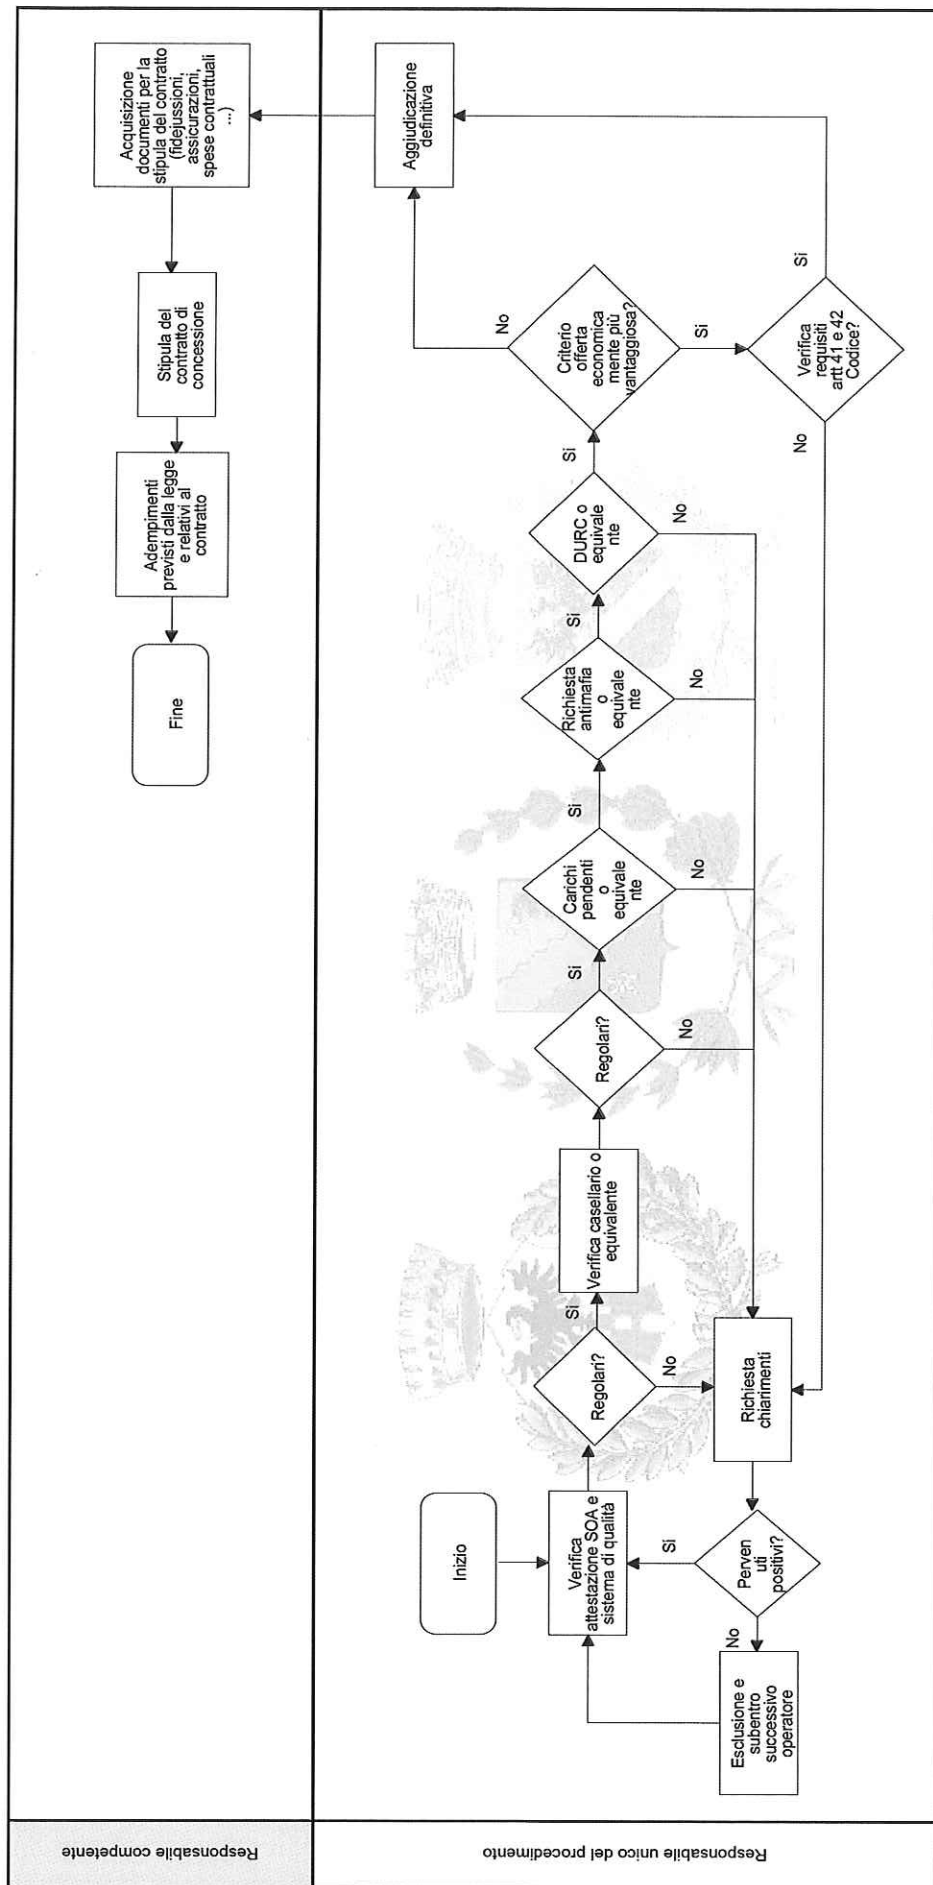 Responsabile competente
Acquisizione
documenti per la
stipula del contratto
(fidejussioni,
assicurazioni,
spese contrattuali
...)
Stipula del
contratto di
concessione
Adempimenti
previsti dalla legge
e relativi al
contratto
Fine
Responsabile unico del procedimento
Inizio
Verifica
attestazione SOA e
sistema di qualità
Regolari?
Si
No
Verifica casellario o
equivalente
Regolari?
Si
No
Carichi
pendenti
o
equivale
nte
Si
No
Richiesta
antimafia
o
equivale
nte
Si
No
DURC o
equivale
nte
Si
No
Criterio
offerta
economica
mente più
vantaggiosa?
No
Si
Aggiudicazione
definitiva
Verifica
requisiti
artt 41 e 42
Codice?
Si
No
Richiesta
chiarimenti
Perven
uti
positivi?
Si
No
Esclusione e
subentro
successivo
operatore